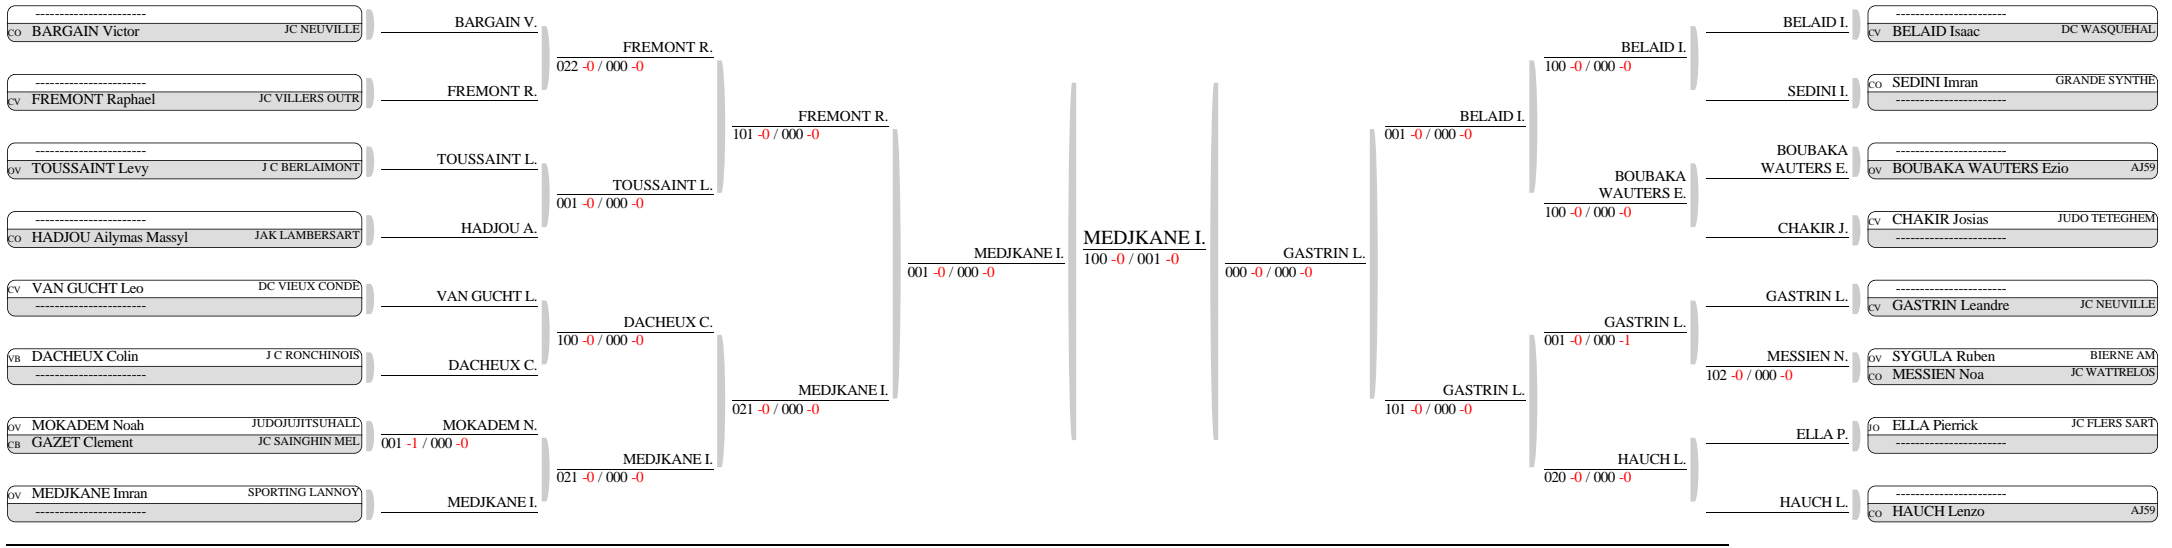 -----------------------
CO BARGAIN Victor JC NEUVILLE
-----------------------
CV FREMONT Raphael JC VILLERS OUTR
-----------------------
OV TOUSSAINT Levy J C BERLAIMONT
-----------------------
CO HADJOU Ailymas Massyl JAK LAMBERSART
CV VAN GUCHT Leo DC VIEUX CONDE
-----------------------
VB DACHEUX Colin J C RONCHINOIS
-----------------------
OV MOKADEM Noah JUDOJUJITSUHALL
CB GAZET Clement JC SAINGHIN MEL
OV MEDJKANE Imran SPORTING LANNOY
-----------------------
BARGAIN V.
FREMONT R.
TOUSSAINT L.
HADJOU A.
VAN GUCHT L.
DACHEUX C.
MOKADEM N.
001 -1 / 000 -0
MEDJKANE I.
FREMONT R.
022 -0 / 000 -0
TOUSSAINT L.
001 -0 / 000 -0
DACHEUX C.
100 -0 / 000 -0
MEDJKANE I.
021 -0 / 000 -0
FREMONT R.
101 -0 / 000 -0
MEDJKANE I.
021 -0 / 000 -0
MEDJKANE I.
001 -0 / 000 -0
MEDJKANE I.
100 -0 / 001 -0
GASTRIN L.
000 -0 / 000 -0
BELAID I.
001 -0 / 000 -0
GASTRIN L.
101 -0 / 000 -0
BELAID I.
100 -0 / 000 -0
BOUBAKA
WAUTERS E.
100 -0 / 000 -0
GASTRIN L.
001 -0 / 000 -1
HAUCH L.
020 -0 / 000 -0
BELAID I.
SEDINI I.
BOUBAKA
WAUTERS E.
CHAKIR J.
GASTRIN L.
MESSIEN N.
102 -0 / 000 -0
ELLA P.
HAUCH L.
-----------------------
CV BELAID Isaac DC WASQUEHAL
CO SEDINI Imran GRANDE SYNTHE
-----------------------
-----------------------
OV BOUBAKA WAUTERS Ezio AJ59
CV CHAKIR Josias JUDO TETEGHEM
-----------------------
-----------------------
CV GASTRIN Leandre JC NEUVILLE
OV SYGULA Ruben BIERNE AM
CO MESSIEN Noa JC WATTRELOS
JO ELLA Pierrick JC FLERS SART
-----------------------
-----------------------
CO HAUCH Lenzo AJ59